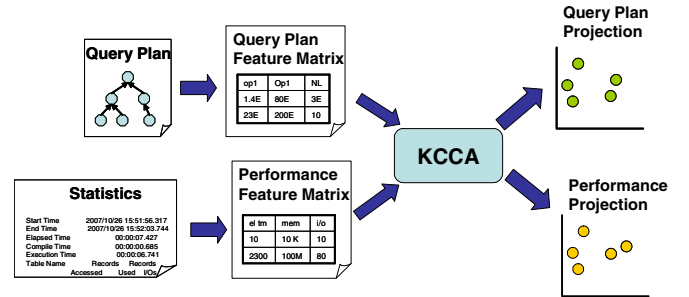 Query Plan
Query Plan
Feature Matrix
op1 Op1 NL
1.4E 80E 3E
23E 200E 10
Query Plan
Projection
KCCA
Statistics
Start Time 2007/10/26 15:51:56.317
End Time 2007/10/26 15:52:03.744
Elapsed Time 00:00:07.427
Compile Time 00:00:00.685
Execution Time 00:00:06.741
Table Name Records Records
Accessed Used I/Os
Performance
Feature Matrix
el tm mem i/o
10 10 K 10
2300 100M 80
Performance
Projection